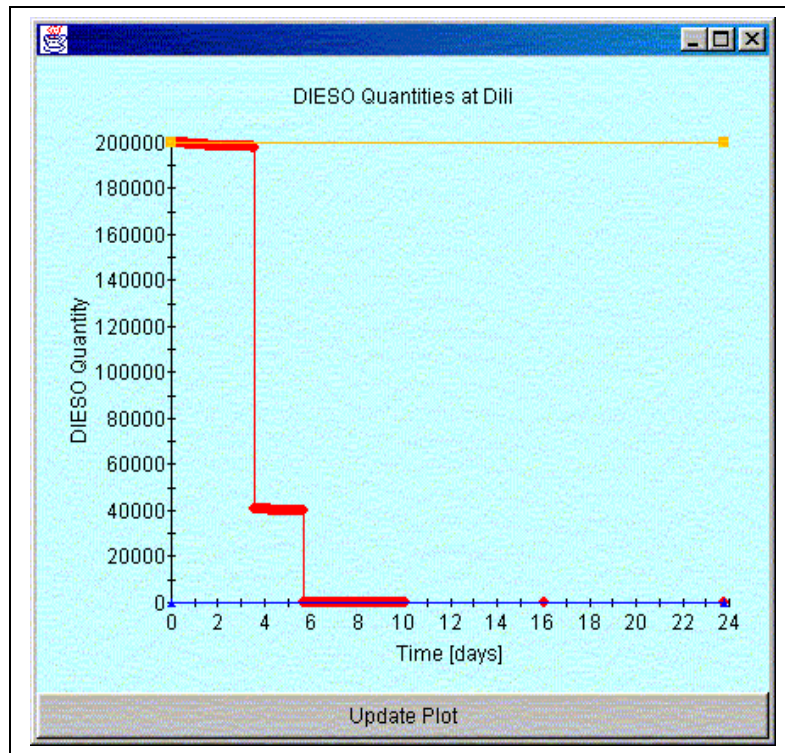 DIESO Quantities at Dili
DIESO Quantity
200000
180000
160000
140000
120000
100000
80000
60000
40000
20000
0
0 2 4 6 8 10 12 14 16 18 20 22 24
Time [days]
Update Plot